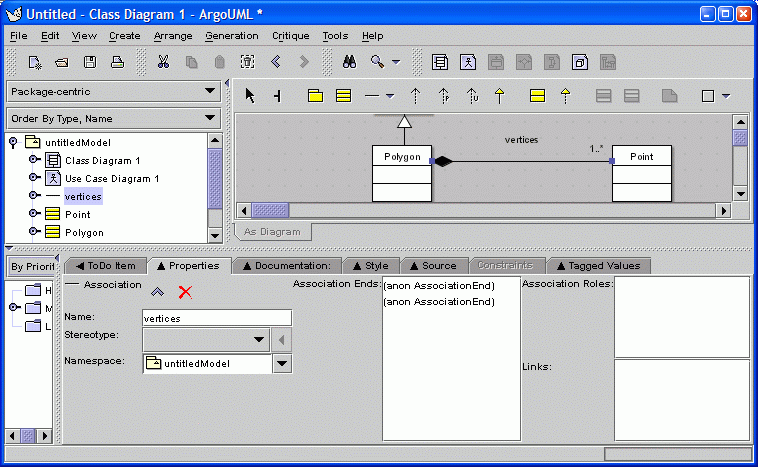 Untitled - Class Diagram 1 - ArgoUML *
File Edit View Create Arrange Generation Critique Tools Help
Package-centric
Order By Type, Name
untitledModel
Class Diagram 1
Use Case Diagram 1
vertices
Point
Polygon
P
U
vertices
1..*
Polygon
Point
As Diagram
By Priorit
ToDo Item Properties Documentation: Style Source Constraints Tagged Values
H
M
L
Association
Name:
vertices
Stereotype:
Namespace:
untitledModel
Association Ends:
(anon AssociationEnd)
(anon AssociationEnd)
Association Roles:
Links: